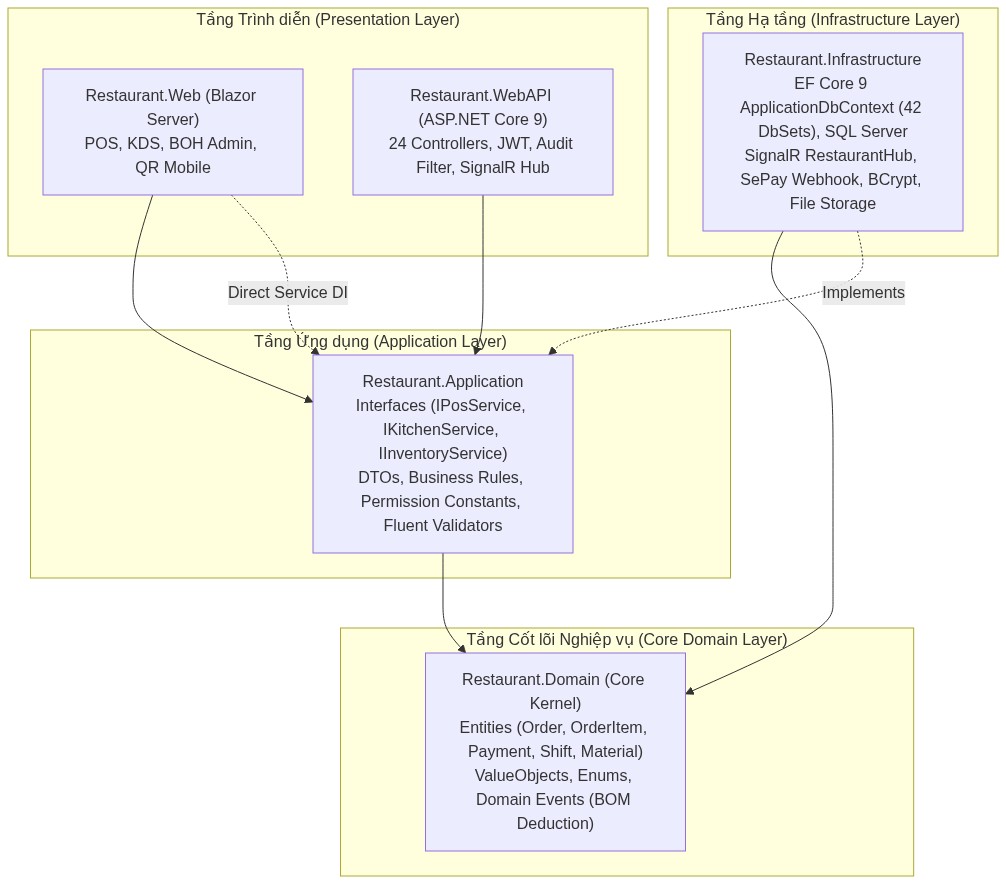 Tầng Trình diễn (Presentation Layer)
Restaurant.Web (Blazor
Server)
POS, KDS, BOH Admin,
QR Mobile
Restaurant.WebAPI
(ASP.NET Core 9)
24 Controllers, JWT, Audit
Filter, SignalR Hub
Tầng Hạ tầng (Infrastructure Layer)
Restaurant.Infrastructure
EF Core 9
ApplicationDbContext (42
DbSets), SQL Server
SignalR RestaurantHub,
SePay Webhook, BCrypt,
File Storage
Direct Service DI
Implements
Tầng Ứng dụng (Application Layer)
Restaurant.Application
Interfaces (IPosService,
IKitchenService,
IInventoryService)
DTOs, Business Rules,
Permission Constants,
Fluent Validators
Tầng Cốt lõi Nghiệp vụ (Core Domain Layer)
Restaurant.Domain (Core
Kernel)
Entities (Order, OrderItem,
Payment, Shift, Material)
ValueObjects, Enums,
Domain Events (BOM
Deduction)